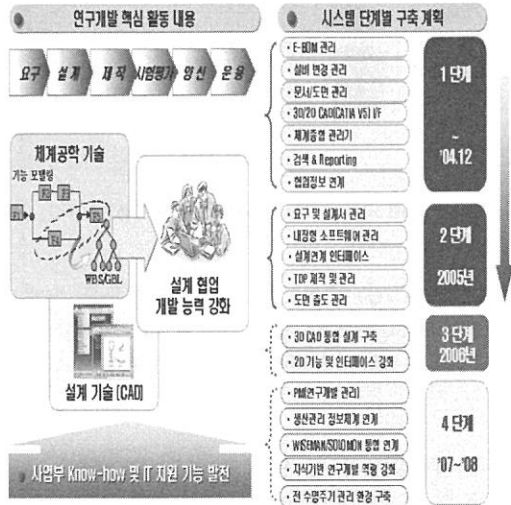 연구개발 핵심 활동 내용
요구
설계
제작
시험평가
양산
운용
체계공학 기술
기능 모델링
WBS/GBL
설계 협업
개발 능력 강화
설계 기술 (CAD)
사업부 Know-how 및 IT 지원 기능 발전
시스템 단계별 구축 계획
• E-BOM 관리
• 설비 변경 관리
• 문서/도면 관리
• 3D/2D CAD(CATIA V5) I/F
• 체계종합 관리기
• 검색 & Reporting
• 협업정보 연계
1 단계
~
'04.12
• 요구 및 설계서 관리
• 내장형 소프트웨어 관리
• 설계연계 인터페이스
• TDP 제작 및 관리
• 도면 출도 관리
2 단계
2005년
• 3D CAD 통합 설계 구축
• 2D 기능 및 인터페이스 강화
3 단계
2006년
• PM(연구개발 관리)
• 생산관리 정보체계 연계
• WISEMAN/SOLOMON 통합 연계
• 지식기반 연구개발 역량 강화
• 전 수명주기 관리 환경 구축
4 단계
'07~'08